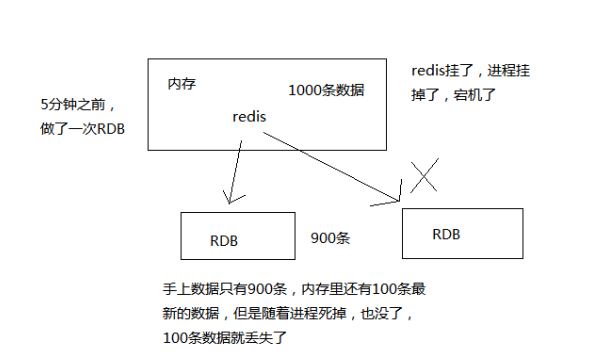 内存
1000条数据
redis
redis挂了，进程挂
掉了，宕机了
5分钟之前，
做了一次RDB
RDB
900条
RDB
手上数据只有900条，内存里还有100条最
新的数据，但是随着进程死掉，也没了，
100条数据就丢失了